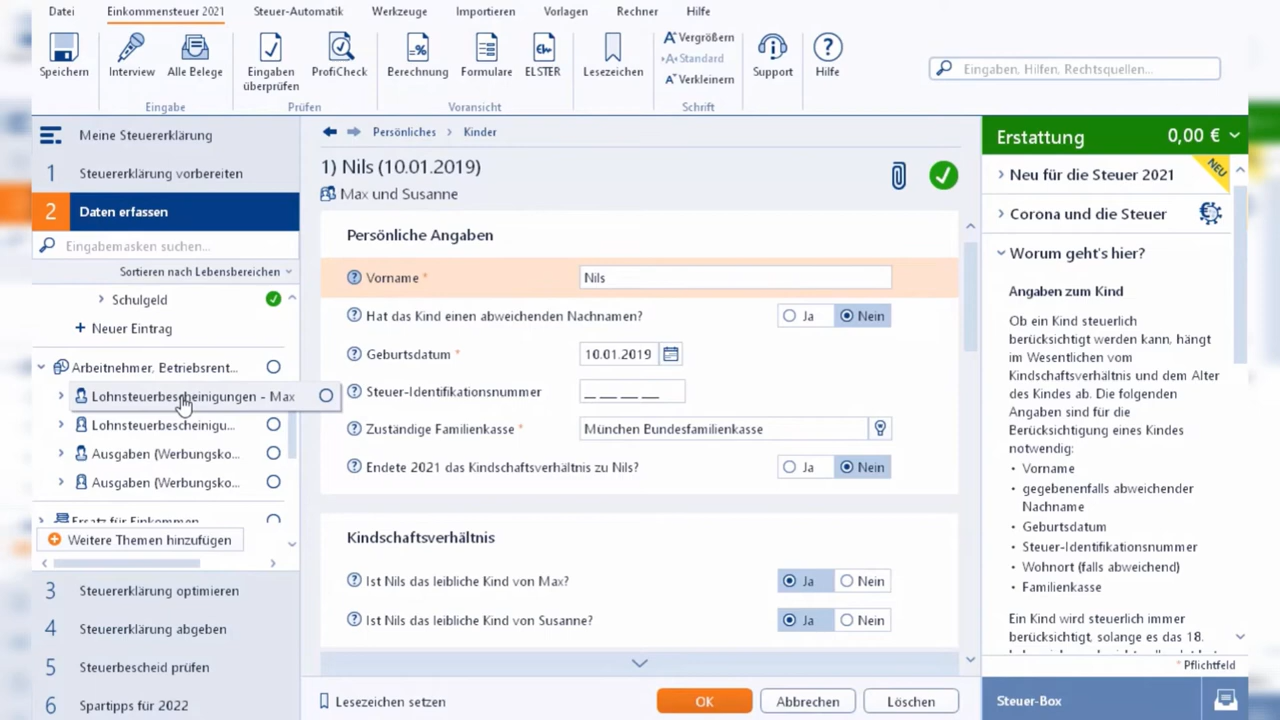 Datei Einkommensteuer 2021 Steuer-Automatik Werkzeuge Importieren Vorlagen Rechner Hilfe
Speichern
Interview
Alle Belege
Eingaben
überprüfen
ProfiCheck
Berechnung
Formulare
ELSTER
Lesezeichen
Vergrößern
Standard
Verkleinern
Support
Hilfe
Eingabe
Prüfen
Voransicht
Schrift
Eingaben, Hilfen, Rechtsquellen...
Meine Steuererklärung
1 Steuererklärung vorbereiten
2 Daten erfassen
Eingabemasken suchen...
Sortieren nach Lebensbereichen
Schulgeld
+ Neuer Eintrag
Arbeitnehmer, Betriebsrent...
Lohnsteuerbescheinigungen - Max
Lohnsteuerbescheinigu...
Ausgaben (Werbungsko...
Ausgaben (Werbungsko...
Ersatz für Einkommen
Weitere Themen hinzufügen
3 Steuererklärung optimieren
4 Steuererklärung abgeben
5 Steuerbescheid prüfen
6 Spartipps für 2022
Persönliches > Kinder
1) Nils (10.01.2019)
Max und Susanne
Persönliche Angaben
Vorname * Nils
Hat das Kind einen abweichenden Nachnamen? Ja Nein
Geburtsdatum * 10.01.2019
Steuer-Identifikationsnummer __ ___ ___ ___
Zuständige Familienkasse * München Bundesfamilienkasse
Endete 2021 das Kindschaftsverhältnis zu Nils? Ja Nein
Kindschaftsverhältnis
Ist Nils das leibliche Kind von Max? Ja Nein
Ist Nils das leibliche Kind von Susanne? Ja Nein
Lesezeichen setzen
OK
Abbrechen
Löschen
Erstattung 0,00 €
Neu für die Steuer 2021
NEU
Corona und die Steuer
Worum geht's hier?
Angaben zum Kind
Ob ein Kind steuerlich
berücksichtigt werden kann, hängt
im Wesentlichen vom
Kindschaftsverhältnis und dem Alter
des Kindes ab. Die folgenden
Angaben sind für die
Berücksichtigung eines Kindes
notwendig:
• Vorname
• gegebenenfalls abweichender
Nachname
• Geburtsdatum
• Steuer-Identifikationsnummer
• Wohnort (falls abweichend)
• Familienkasse
Ein Kind wird steuerlich immer
berücksichtigt, solange es das 18.
* Pflichtfeld
Steuer-Box